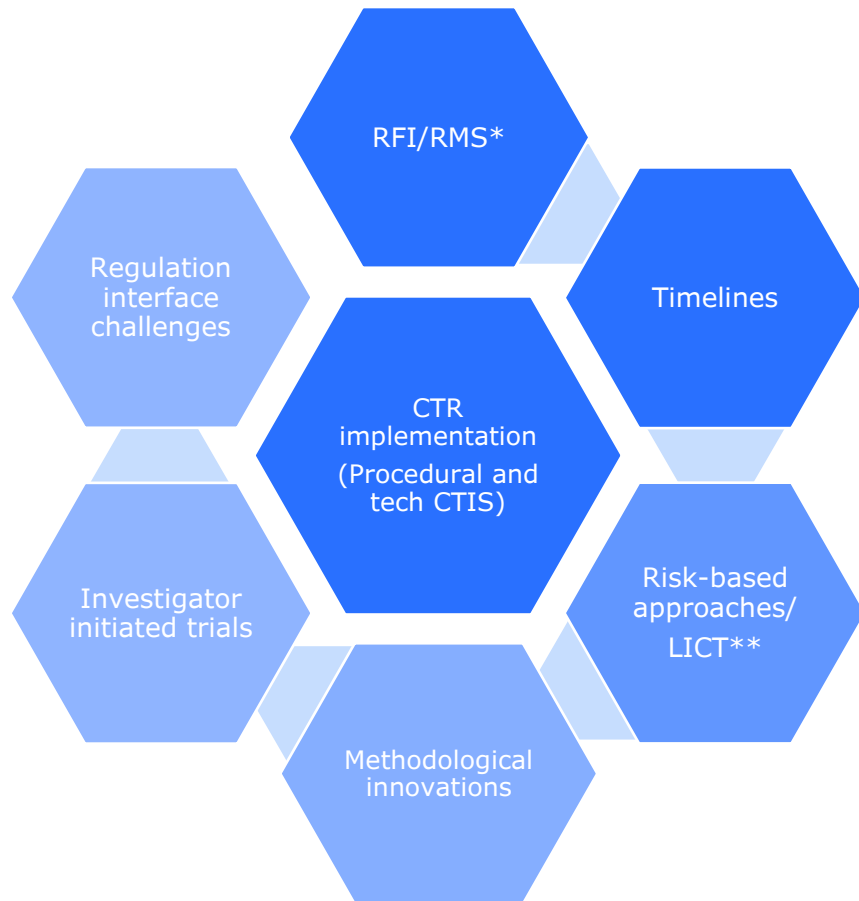 RFI/RMS*
Timelines
Risk-based
approaches/
LICT**
Methodological
innovations
Investigator
initiated trials
Regulation
interface
challenges
CTR
implementation
(Procedural and
tech CTIS)